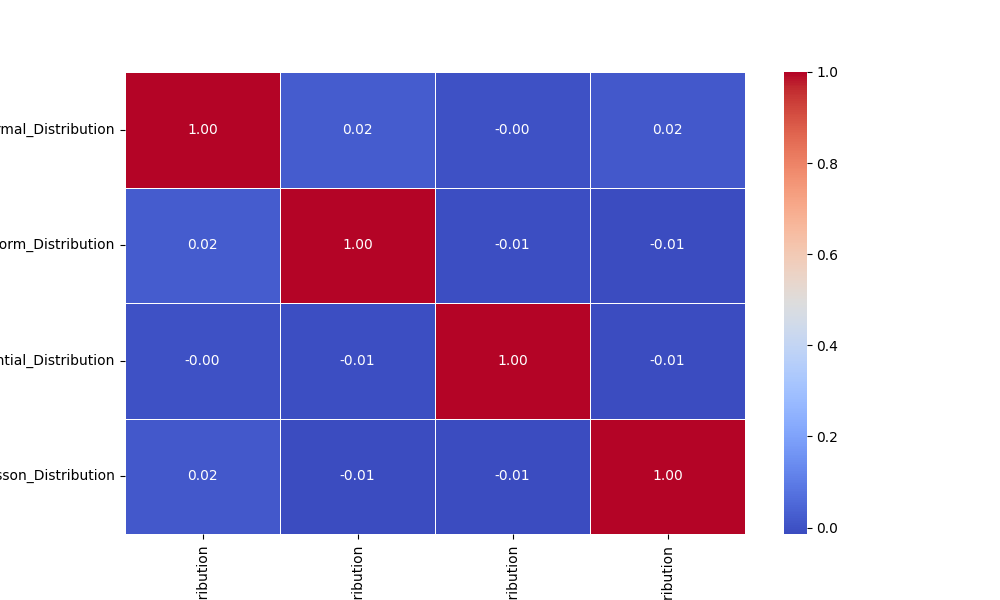 1.0
rmal_Distribution 1.00 0.02 -0.00 0.02
0.8
0.6
orm_Distribution 0.02 1.00 -0.01 -0.01
ntial_Distribution -0.00 -0.01 1.00 -0.01
0.4
0.2
sson_Distribution 0.02 -0.01 -0.01 1.00
0.0
ribution ribution ribution ribution